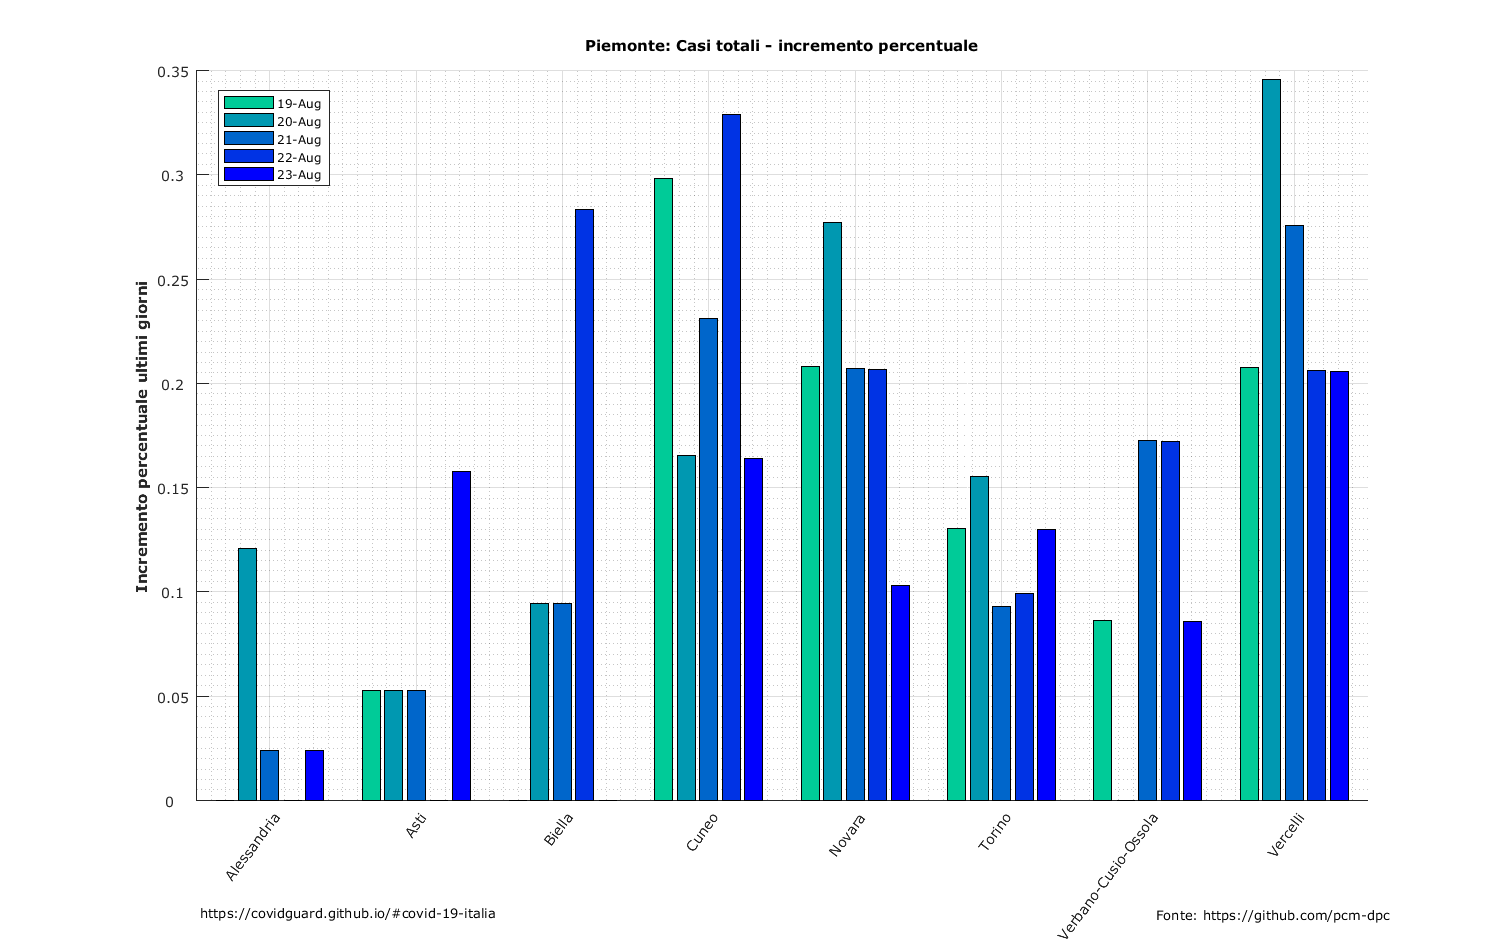 Piemonte: Casi totali - incremento percentuale
0.35
0.3
0.25
0.2
0.15
0.1
0.05
0
Incremento percentuale ultimi giorni
19-Aug
20-Aug
21-Aug
22-Aug
23-Aug
Alessandria
Asti
Biella
Cuneo
Novara
Torino
Verbano-Cusio-Ossola
Vercelli
https://covidguard.github.io/#covid-19-italia
Fonte: https://github.com/pcm-dpc